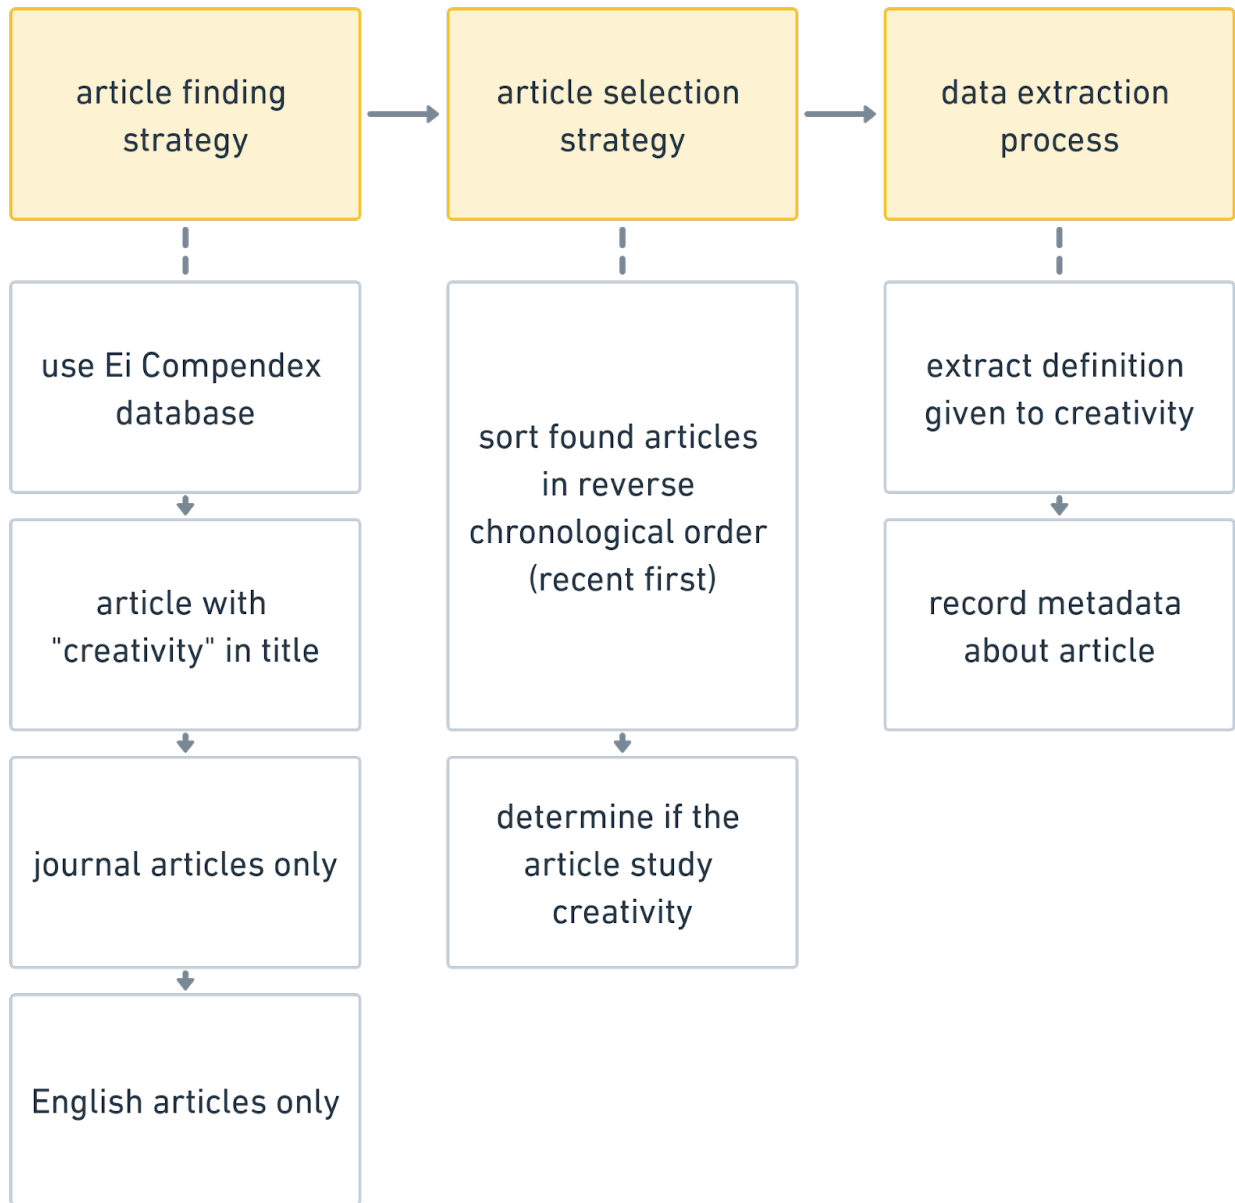 article finding
strategy
article selection
strategy
data extraction
process
use Ei Compendex
database
article with
"creativity" in title
journal articles only
English articles only
sort found articles
in reverse
chronological order
(recent first)
determine if the
article study
creativity
extract definition
given to creativity
record metadata
about article